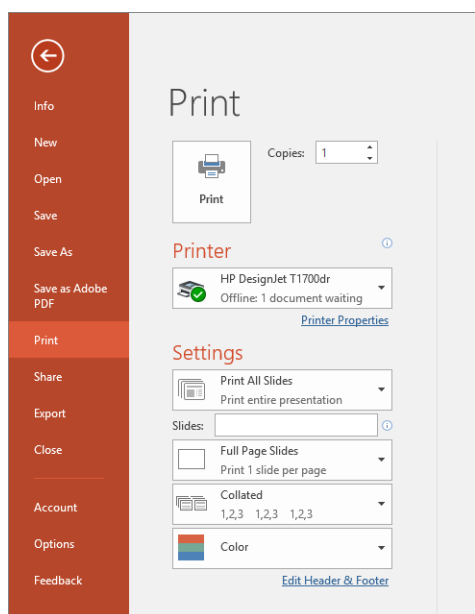 Info
New
Open
Save
Save As
Save as Adobe
PDF
Print
Share
Export
Close
Account
Options
Feedback
Print
Print
Copies: 1
Printer
HP DesignJet T1700dr
Offline: 1 document waiting
Printer Properties
Settings
Print All Slides
Print entire presentation
Slides:
Full Page Slides
Print 1 slide per page
Collated
1,2,3 1,2,3 1,2,3
Color
Edit Header & Footer